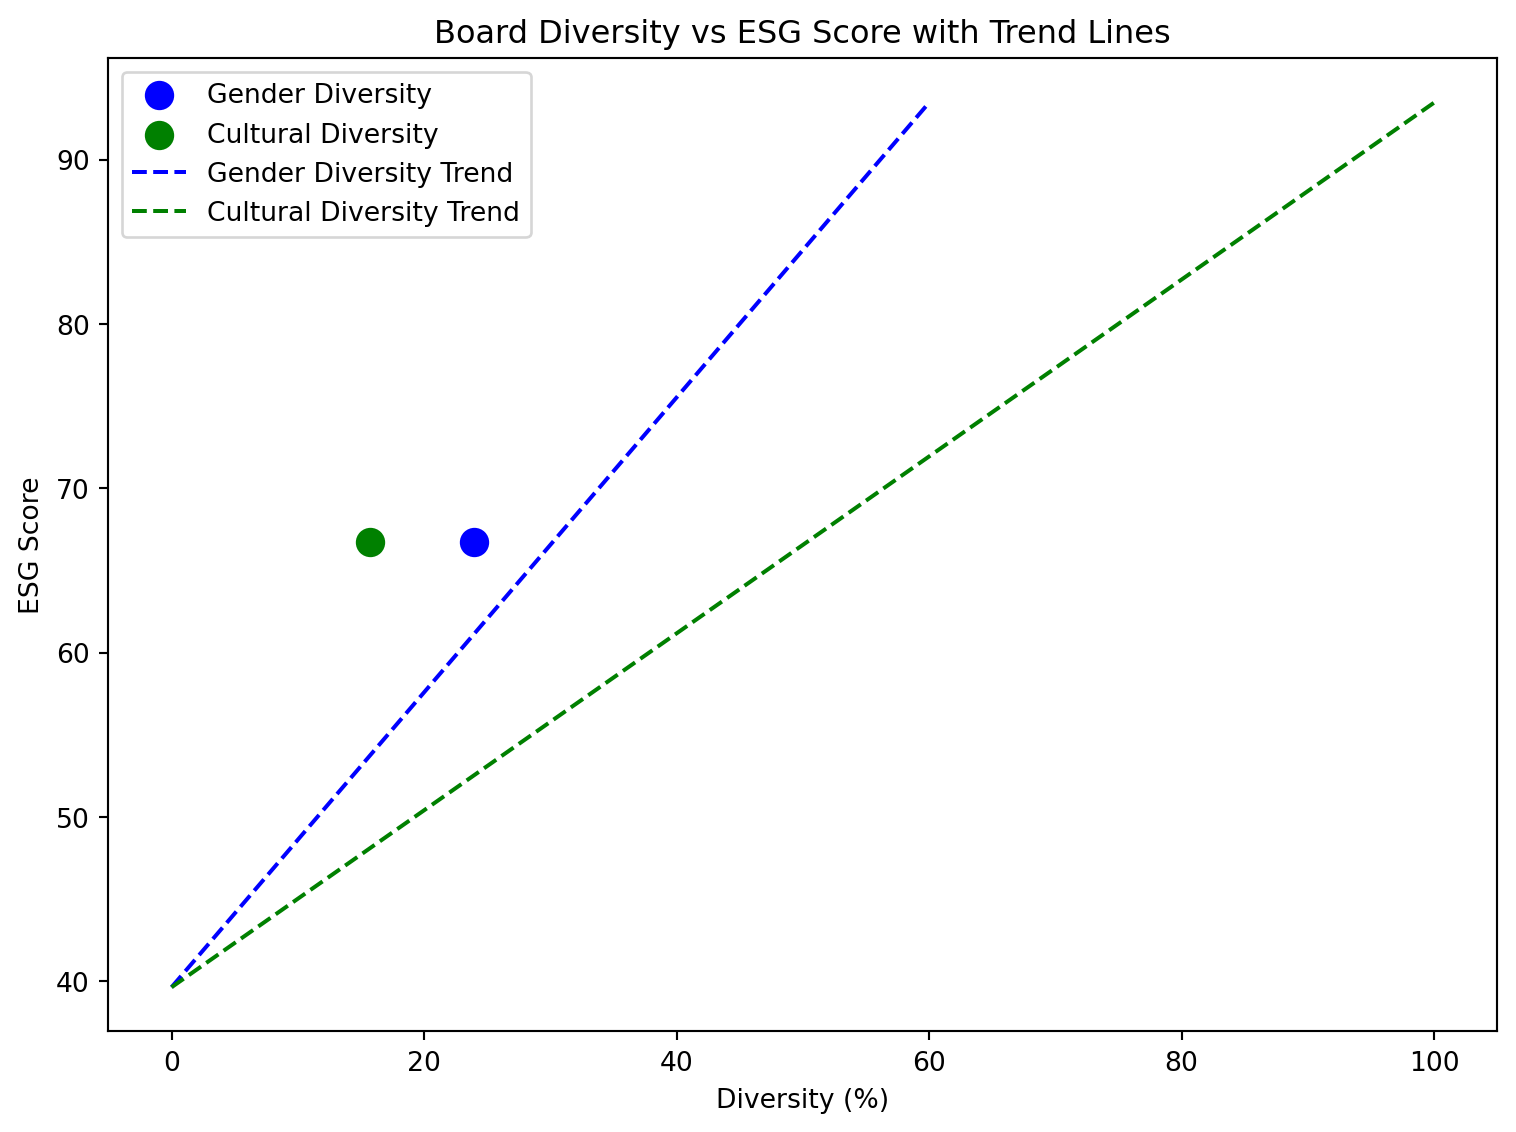 Board Diversity vs ESG Score with Trend Lines
Gender Diversity
Cultural Diversity
Gender Diversity Trend
Cultural Diversity Trend
ESG Score
90
80
70
60
50
40
0 20 40 60 80 100
Diversity (%)